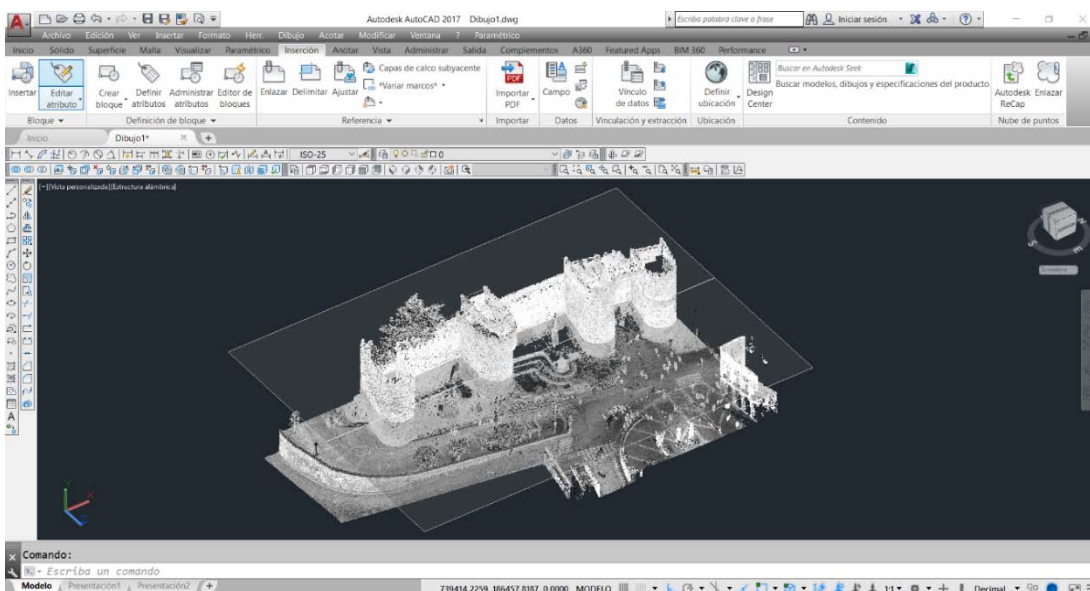 Autodesk AutoCAD 2017 Dibujo1.dwg
Escriba palabra clave o frase
Iniciar sesión
Archivo Edición Ver Insertar Formato Herr. Dibujo Acotar Modificar Ventana ? Paramétrico
Inicio Sólido Superficie Malla Visualizar Paramétrico Inserción Anotar Vista Administrar Salida Complementos A360 Featured Apps BIM 360 Performance
Insertar
Editar atributo
Crear bloque
Definir atributos
Administrar atributos
Editor de bloques
Enlazar
Delimitar
Ajustar
Capas de calco subyacente
*Variar marcos*
Importar PDF
Campo
Vínculo de datos
Definir ubicación
Design Center
Buscar en Autodesk Seek
Buscar modelos, dibujos y especificaciones del producto
Autodesk ReCap
Enlazar
Bloque
Definición de bloque
Referencia
Importar
Datos
Vinculación y extracción
Ubicación
Contenido
Nube de puntos
Inicio
Dibujo1*
ISO-25
0
[-][Vista personalizada][Estructura alámbrica]
Y
X
Z
Comando:
Escriba un comando
Modelo Presentación1 Presentación2 +
739414.2259, 186457.8187, 0.0000 MODELO
1:1
Decimal